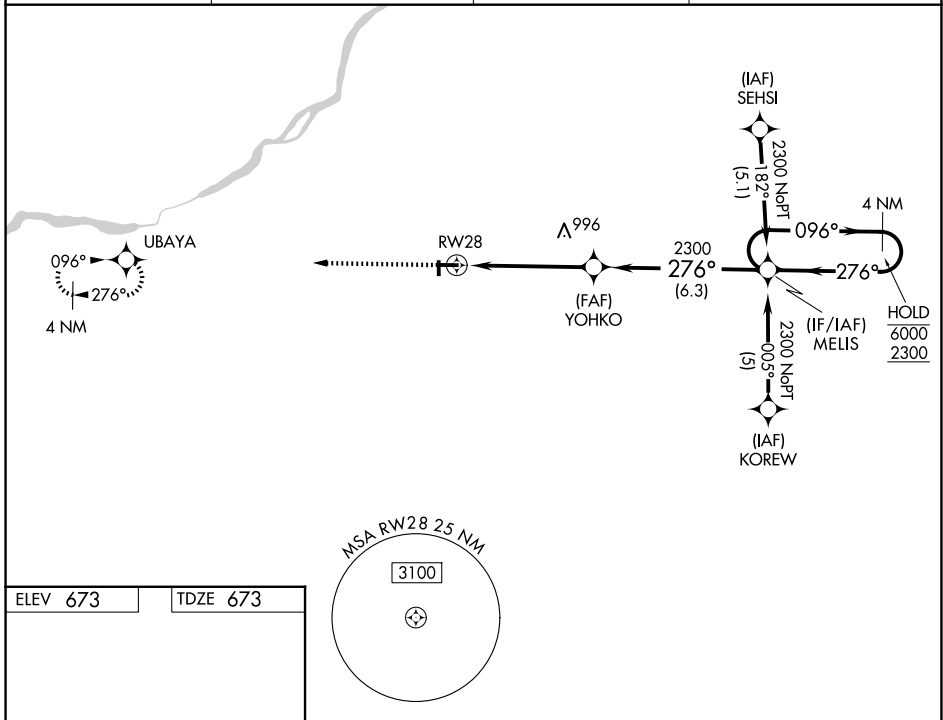 (IAF)
SEHSI
2300 NoPT
182°
(5.1)
4 NM
096°
996
UBAYA
RW28
2300
276°
(6.3)
276°
096°
276°
4 NM
(FAF)
YOHKO
(IF/IAF)
MELIS
HOLD
6000
2300
2300 NoPT
005°
(5)
(IAF)
KOREW
MSA RW28 25 NM
3100
ELEV 673
TDZE 673